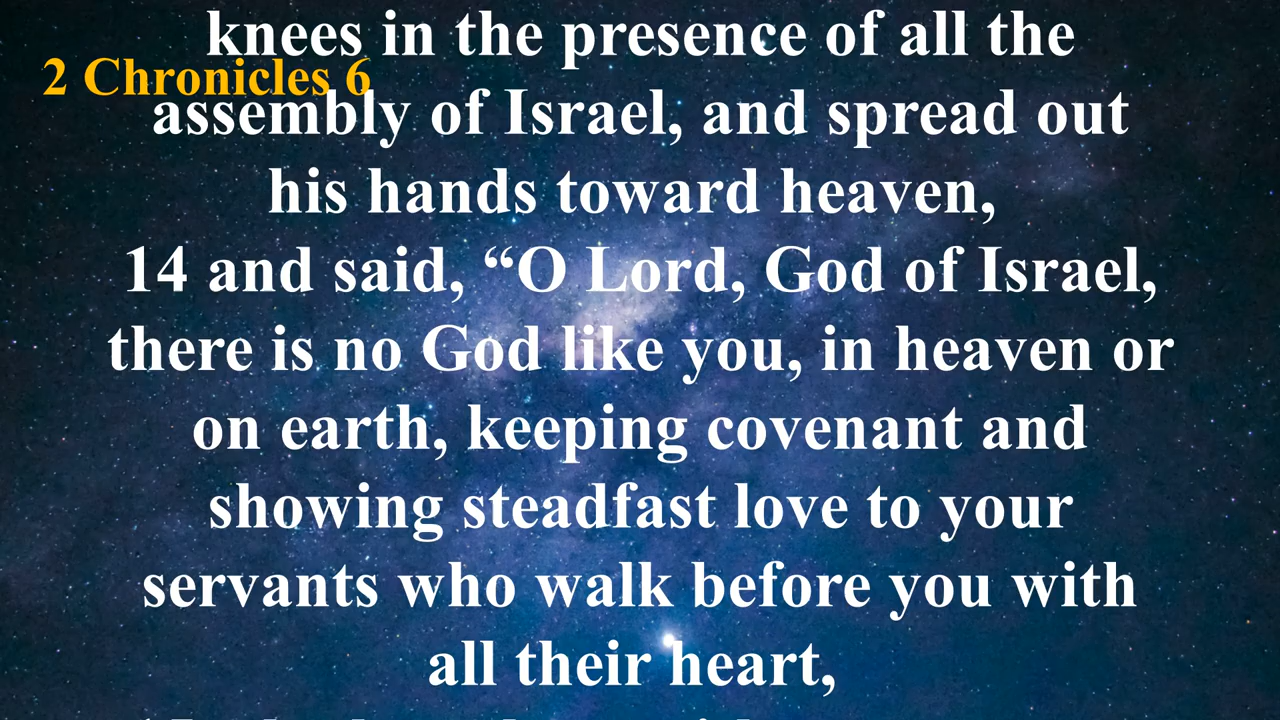 knees in the presence of all the
2 Chronicles 6
assembly of Israel, and spread out
his hands toward heaven,
14 and said, “O Lord, God of Israel,
there is no God like you, in heaven or
on earth, keeping covenant and
showing steadfast love to your
servants who walk before you with
all their heart,